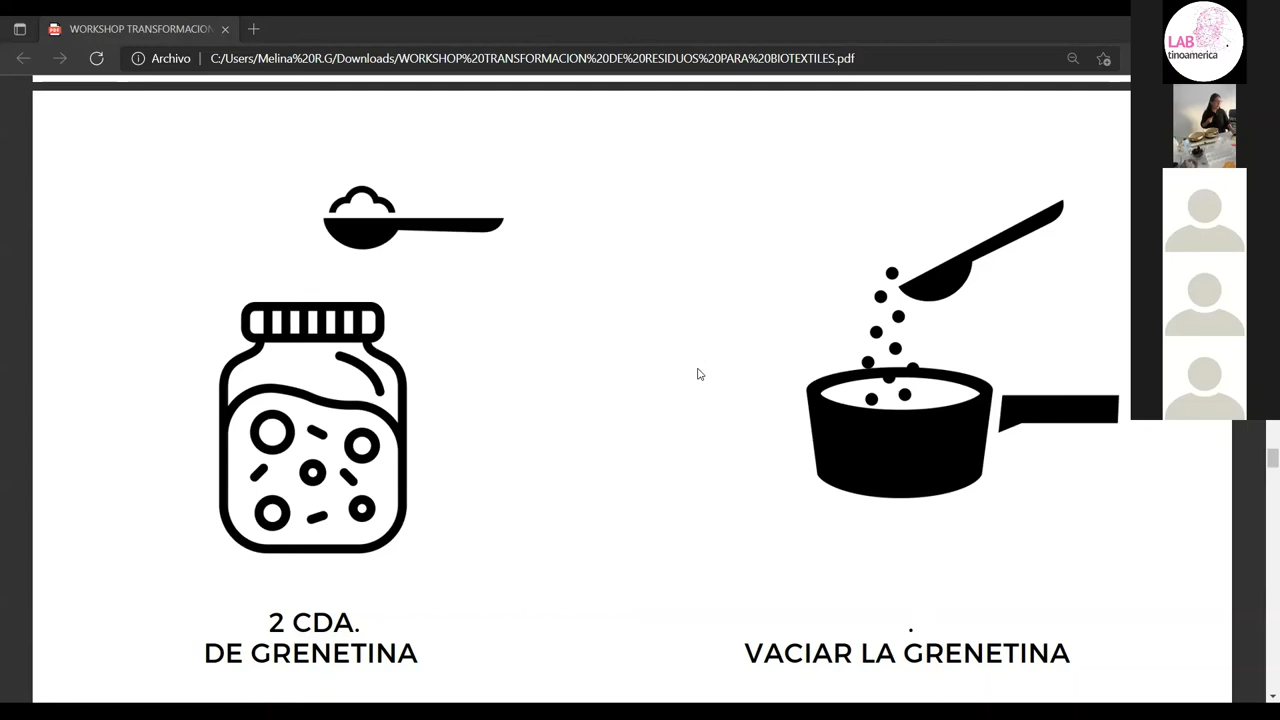 WORKSHOP TRANSFORMACION
Archivo
C:/Users/Melina%20R.G/Downloads/WORKSHOP%20TRANSFORMACION%20DE%20RESIDUOS%20PARA%20BIOTEXTILES.pdf
LAB
tinoamerica
2 CDA.
DE GRENETINA
.
VACIAR LA GRENETINA